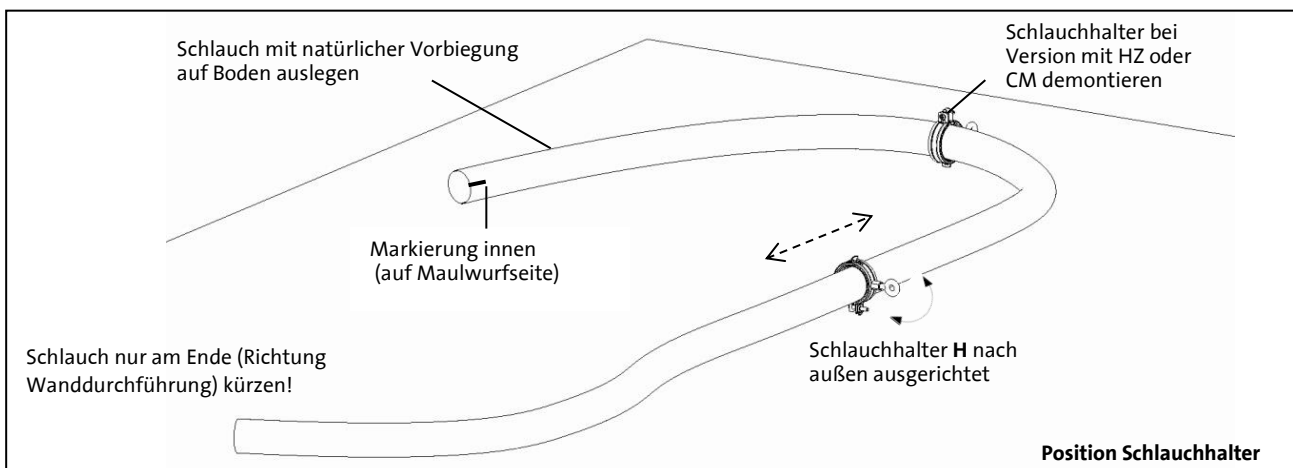 Schlauch mit natürlicher Vorbiegung
auf Boden auslegen
Schlauchhalter bei
Version mit HZ oder
CM demontieren
Markierung innen
(auf Maulwurfseite)
Schlauchhalter H nach
außen ausgerichtet
Schlauch nur am Ende (Richtung
Wanddurchführung) kürzen!
Position Schlauchhalter